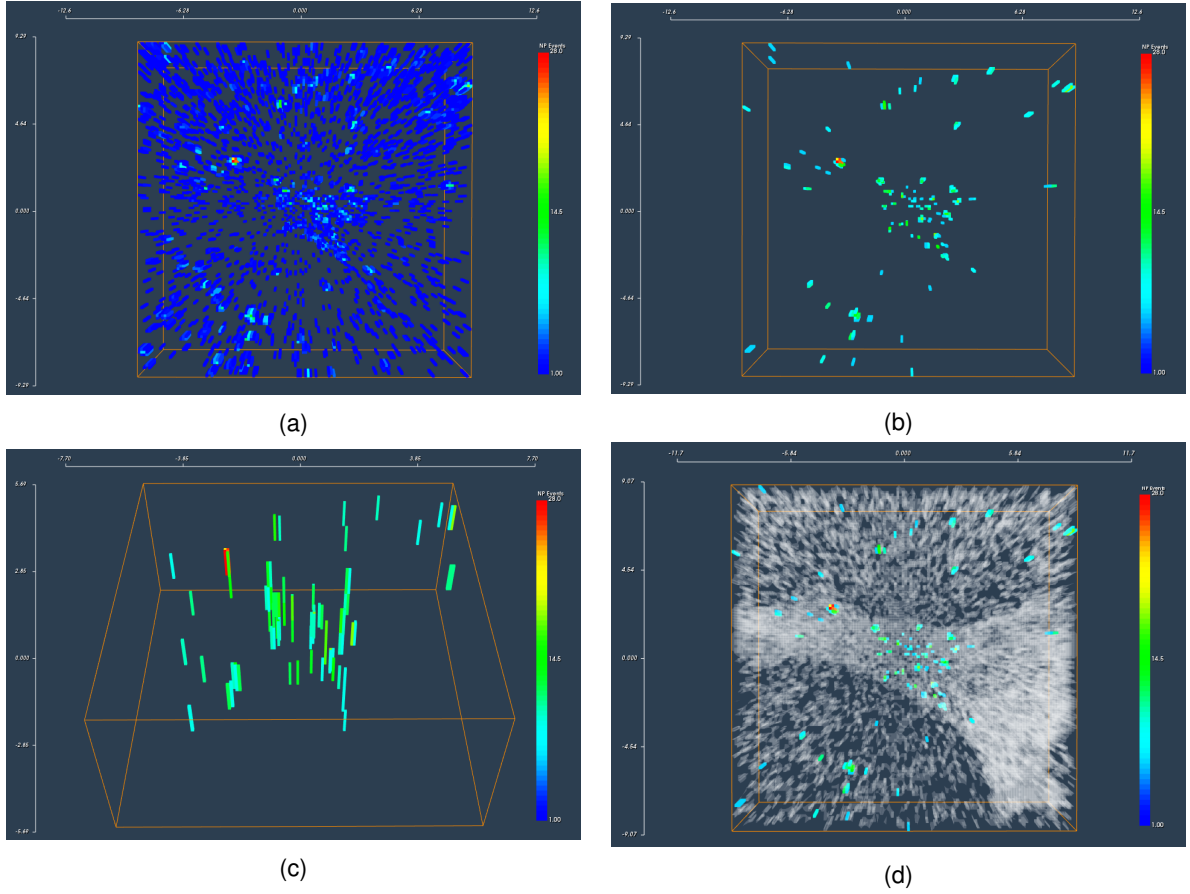 -12.6 -6.28 0.000 6.28 12.6
9.29
4.64
0.000
-4.64
-9.29
NP Events
28.0
14.5
1.00
(a)
-12.6 -6.28 0.000 6.28 12.6
9.29
4.64
0.000
-4.64
-9.29
NP Events
28.0
14.5
1.00
(b)
-7.70 -3.85 0.000 3.85 7.70
5.69
2.85
0.000
-2.85
-5.69
NP Events
28.0
14.5
1.00
(c)
-11.7 -5.84 0.000 5.84 11.7
9.07
4.64
0.000
-4.64
-9.07
NP Events
28.0
14.5
1.00
(d)